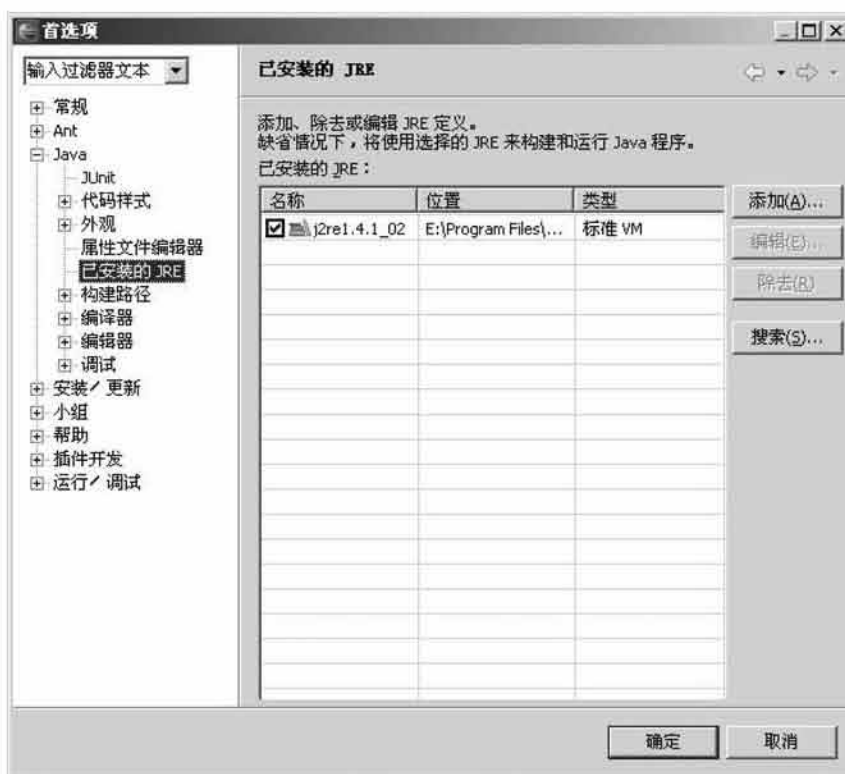 首选项
输入过滤器文本
常规
Ant
Java
JUnit
代码样式
外观
属性文件编辑器
已安装的 JRE
构建路径
编译器
编辑器
调试
安装/更新
小组
帮助
插件开发
运行/调试
已安装的 JRE
添加、除去或编辑 JRE 定义。
缺省情况下，将使用选择的 JRE 来构建和运行 Java 程序。
已安装的 JRE：
名称 位置 类型
j2re1.4.1_02 E:\Program Files\... 标准 VM
添加(A)...
编辑(E)...
除去(R)
搜索(S)...
确定 取消